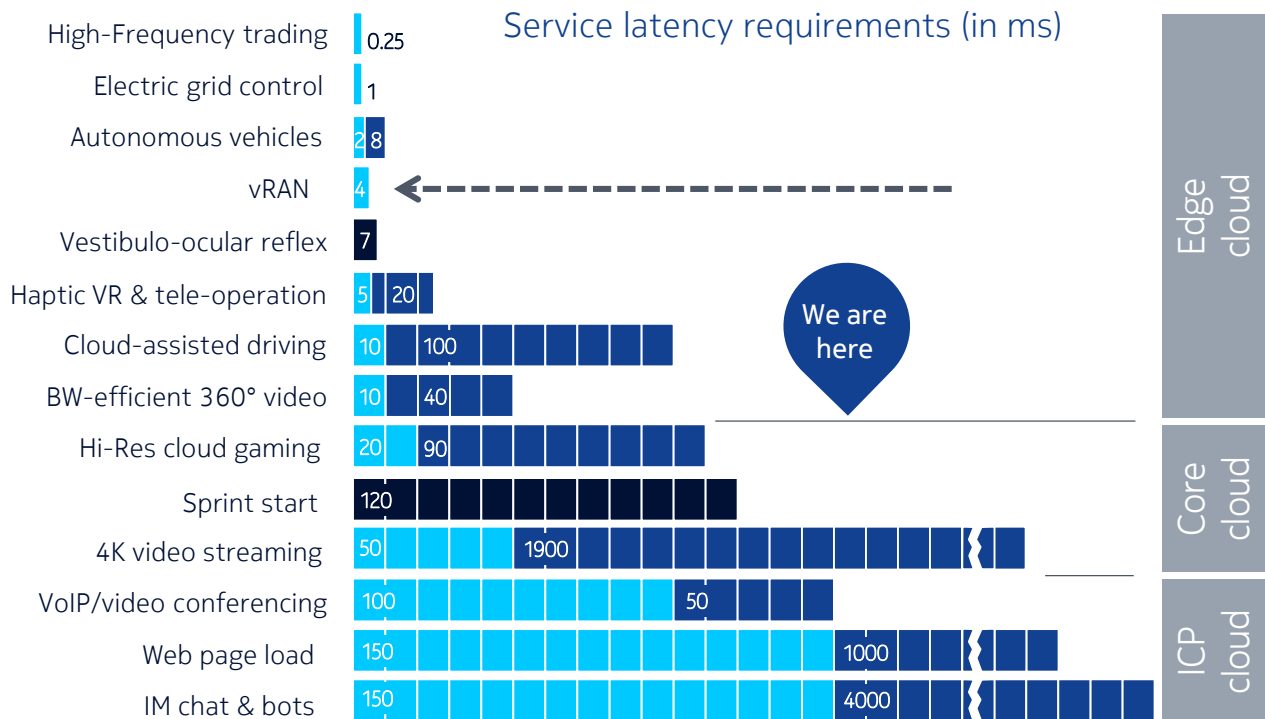 Service latency requirements (in ms)
High-Frequency trading 0.25
Electric grid control 1
Autonomous vehicles 2 8
vRAN 4
Vestibulo-ocular reflex 7
Haptic VR & tele-operation 5 20
Cloud-assisted driving 10 100
BW-efficient 360° video 10 40
We are
here
Hi-Res cloud gaming 20 90
Sprint start 120
4K video streaming 50 1900
VoIP/video conferencing 100 50
Web page load 150 1000
IM chat & bots 150 4000
Edge
cloud
Core
cloud
ICP
cloud